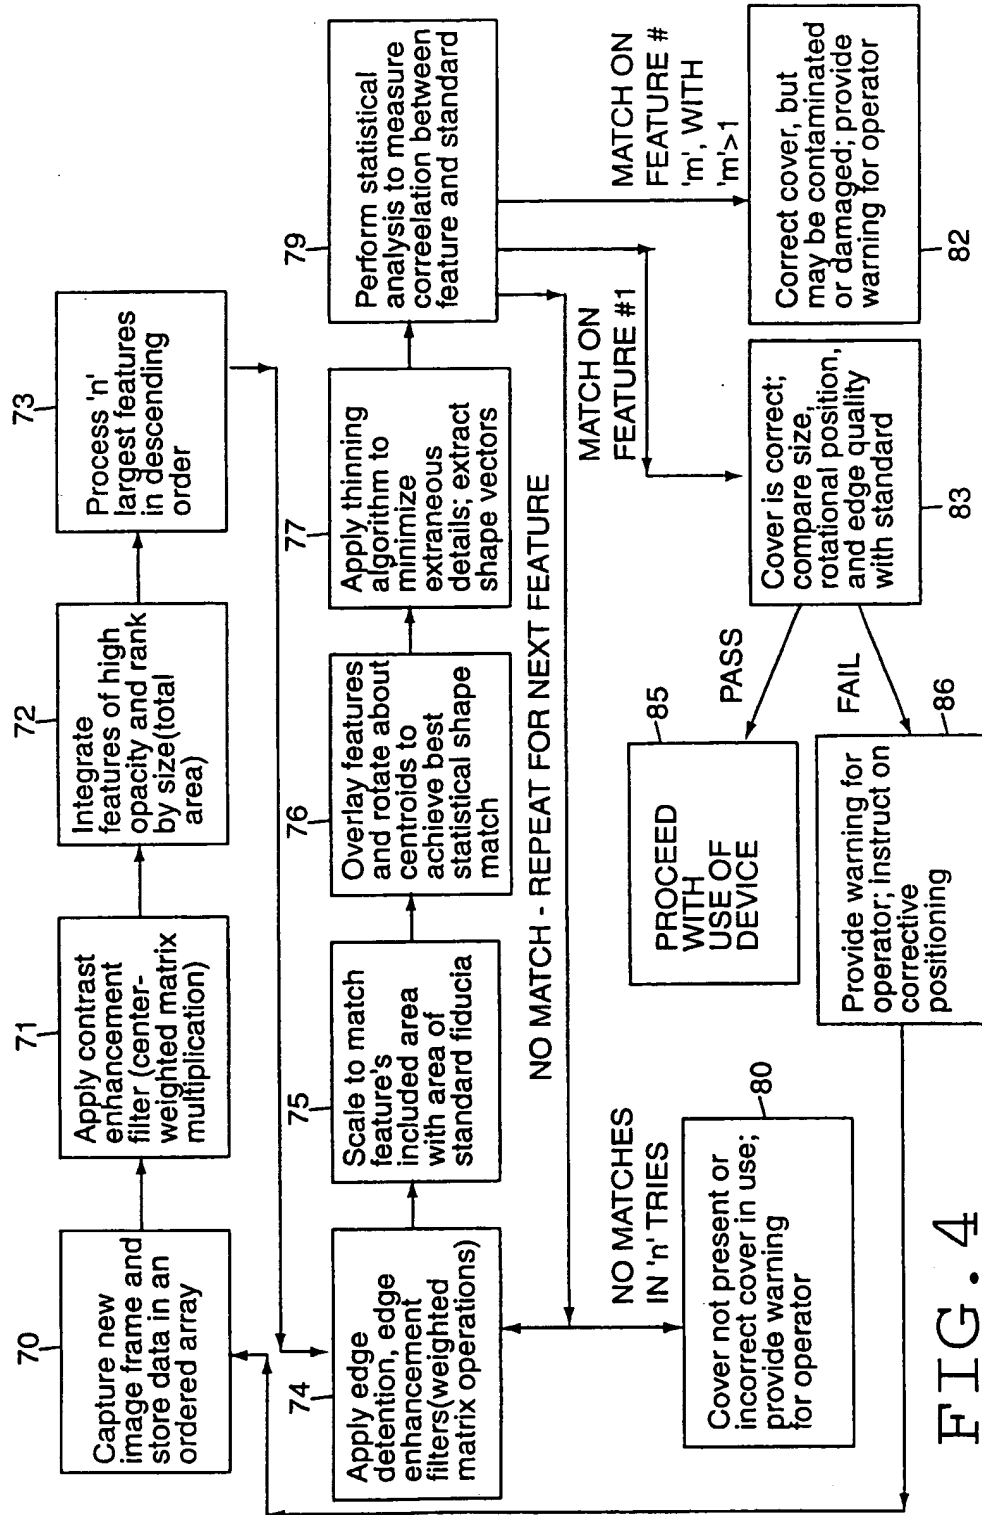 70
Capture new
image frame and
store data in an
ordered array
71
Apply contrast
enhancement
filter (center-
weighted matrix
multiplication)
72
Integrate
features of high
opacity and rank
by size(total
area)
73
Process 'n'
largest features
in descending
order
74
Apply edge
detention, edge
enhancement
filters(weighted
matrix operations)
75
Scale to match
feature's
included area
with area of
standard fiducia
76
Overlay features
and rotate about
centroids to
achieve best
statistical shape
match
77
Apply thinning
algorithm to
minimize
extraneous
details; extract
shape vectors
79
Perform statistical
analysis to measure
correelation between
feature and standard
NO MATCH - REPEAT FOR NEXT FEATURE
MATCH ON
FEATURE #1
MATCH ON
FEATURE #
'm', WITH
'm'>1
NO MATCHES
IN 'n' TRIES
80
Cover not present or
incorrect cover in use;
provide warning
for operator
85
PROCEED
WITH
USE OF
DEVICE
PASS
FAIL
83
Cover is correct;
compare size,
rotational position,
and edge quality
with standard
82
Correct cover, but
may be contaminated
or damaged; provide
warning for operator
86
Provide warning for
operator; instruct on
corrective
positioning
FIG.4